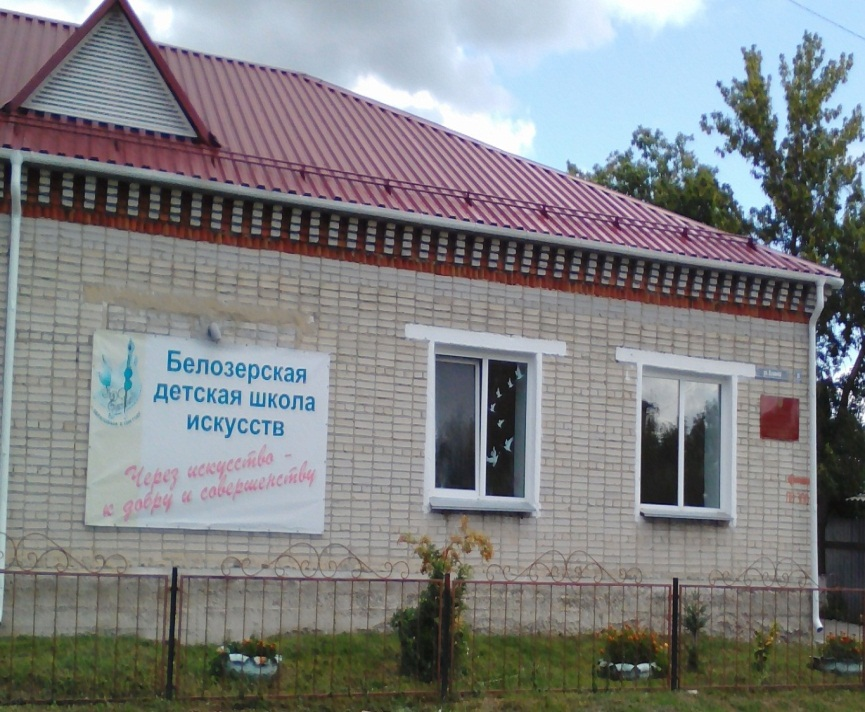 Белозерская
детская школа
искусств
Через искусство -
к добру и совершенству